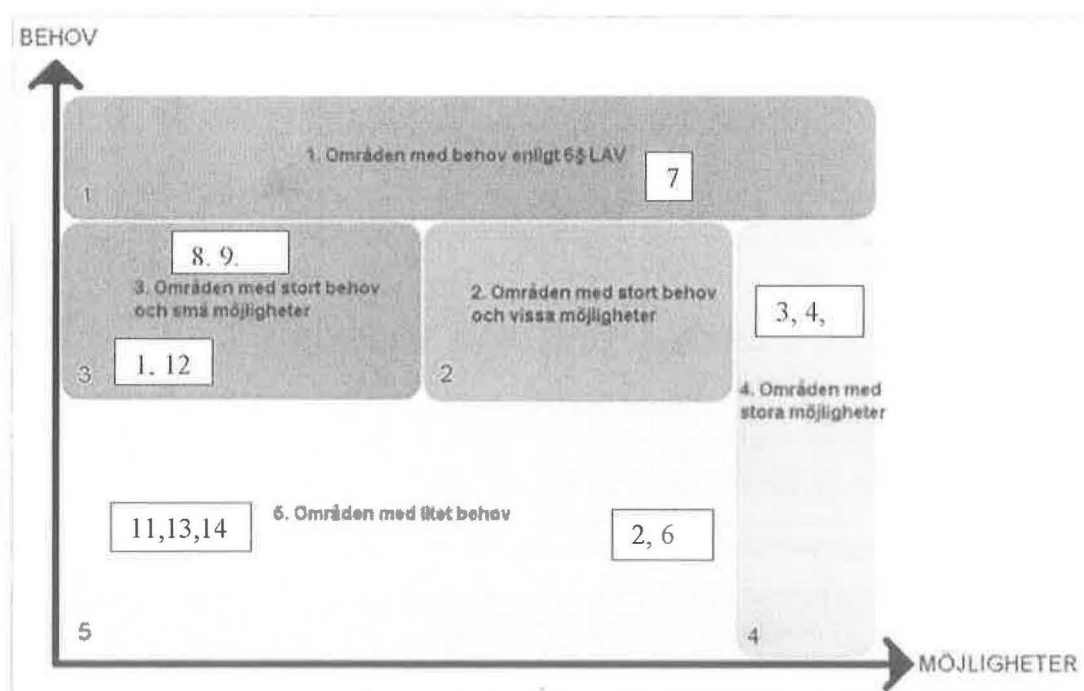 BEHOV
1. Områden med behov enligt 6§ LAV
7
1
8. 9.
3. Områden med stort behov
och små möjligheter
1. 12
3
2. Områden med stort behov
och vissa möjligheter
2
3, 4,
4. Områden med
stora möjligheter
11,13,14
5. Områden med litet behov
2, 6
5
4
MÖJLIGHETER